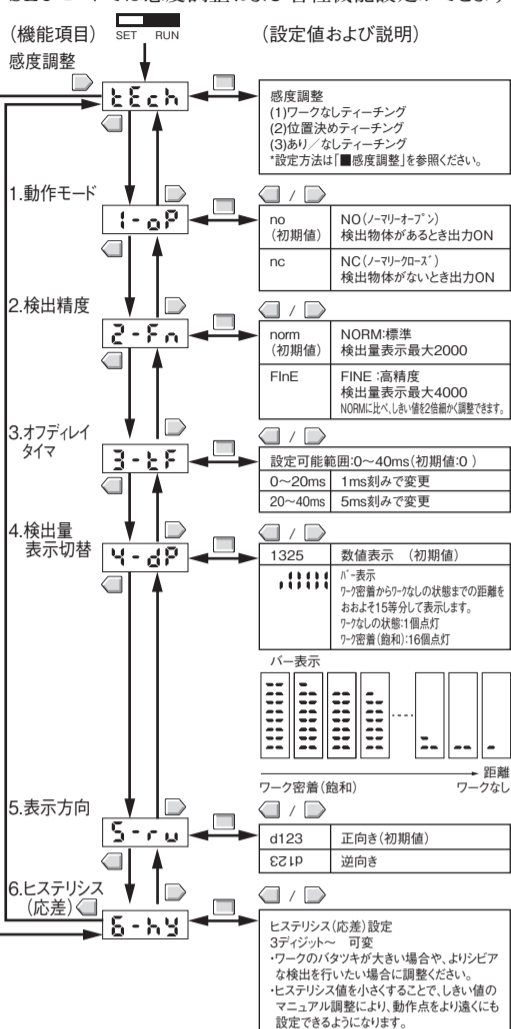 (機能項目)
SET RUN
(設定値および説明)
感度調整
tEch
感度調整
(1)ワークなしティーチング
(2)位置決めティーチング
(3)あり／なしティーチング
*設定方法は「■感度調整」を参照ください。
1.動作モード
1-oP
/
no NO(ノーマリーオープン)
(初期値) 検出物体があるとき出力ON
nc NC(ノーマリークローズ)
検出物体がないとき出力ON
2.検出精度
2-Fn
/
norm NORM:標準
(初期値) 検出量表示最大2000
FInE FINE:高精度
検出量表示最大4000
NORMに比べ、しきい値を2倍細かく調整できます。
3.オフディレイ
タイマ
3-tF
/
設定可能範囲:0～40ms(初期値:0 )
0～20ms 1ms刻みで変更
20～40ms 5ms刻みで変更
4.検出量
表示切替
4-dP
/
1325 数値表示 (初期値)
バー表示
ワーク密着からワークなしの状態までの距離を
おおよそ15等分して表示します。
ワークなしの状態:1個点灯
ワーク密着(飽和):16個点灯
バー表示
距離
ワーク密着(飽和) ワークなし
5.表示方向
5-ru
/
d123 正向き(初期値)
d123 逆向き
6.ヒステリシス
(応差)
6-hy
/
ヒステリシス(応差)設定
3ディジット～ 可変
・ワークのバタツキが大きい場合や、よりシビア
な検出を行いたい場合に調整ください。
・ヒステリシス値を小さくすることで、しきい値の
マニュアル調整により、動作点をより遠くにも
設定できるようになります。